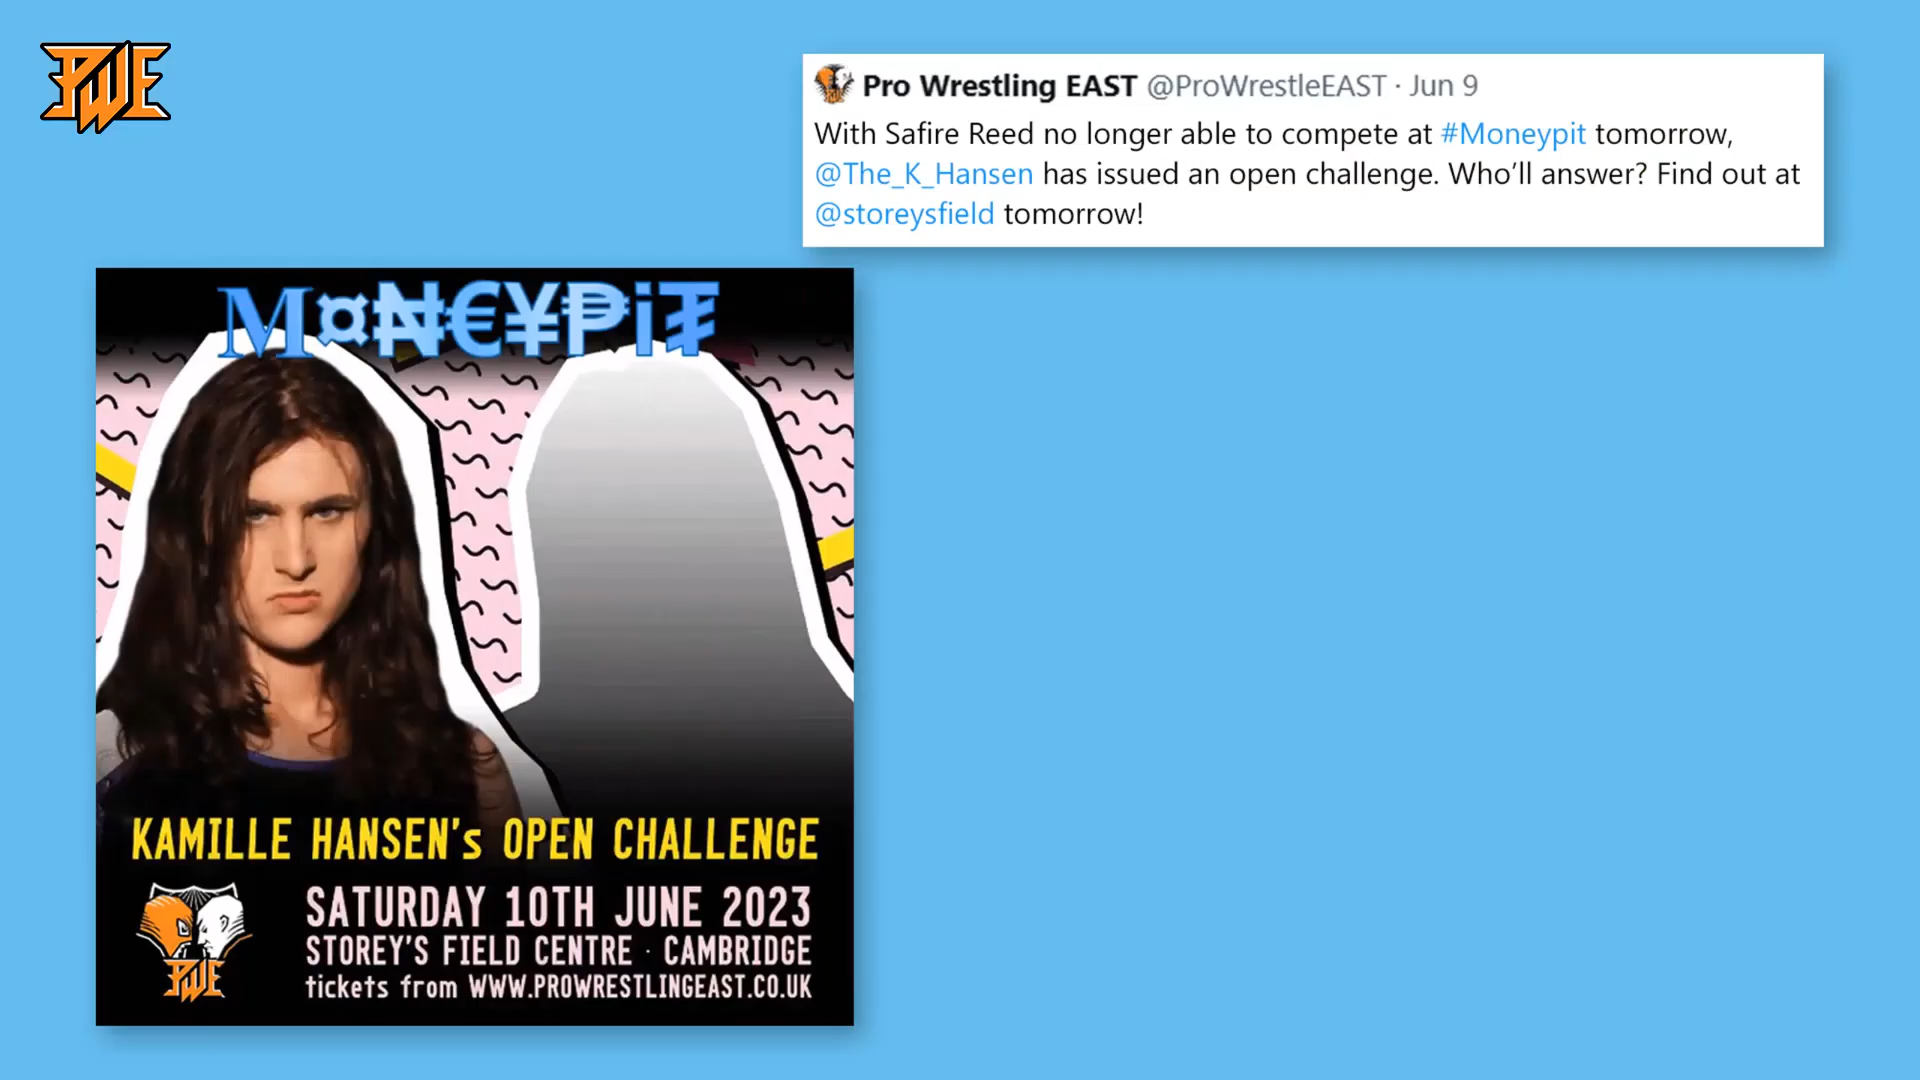 PWE
Pro Wrestling EAST @ProWrestleEAST · Jun 9
With Safire Reed no longer able to compete at #Moneypit tomorrow,
@The_K_Hansen has issued an open challenge. Who’ll answer? Find out at
@storeysfield tomorrow!
M¤₦€¥₱i₮
KAMILLE HANSEN's OPEN CHALLENGE
SATURDAY 10TH JUNE 2023
STOREY'S FIELD CENTRE · CAMBRIDGE
tickets from WWW.PROWRESTLINGEAST.CO.UK
PWE